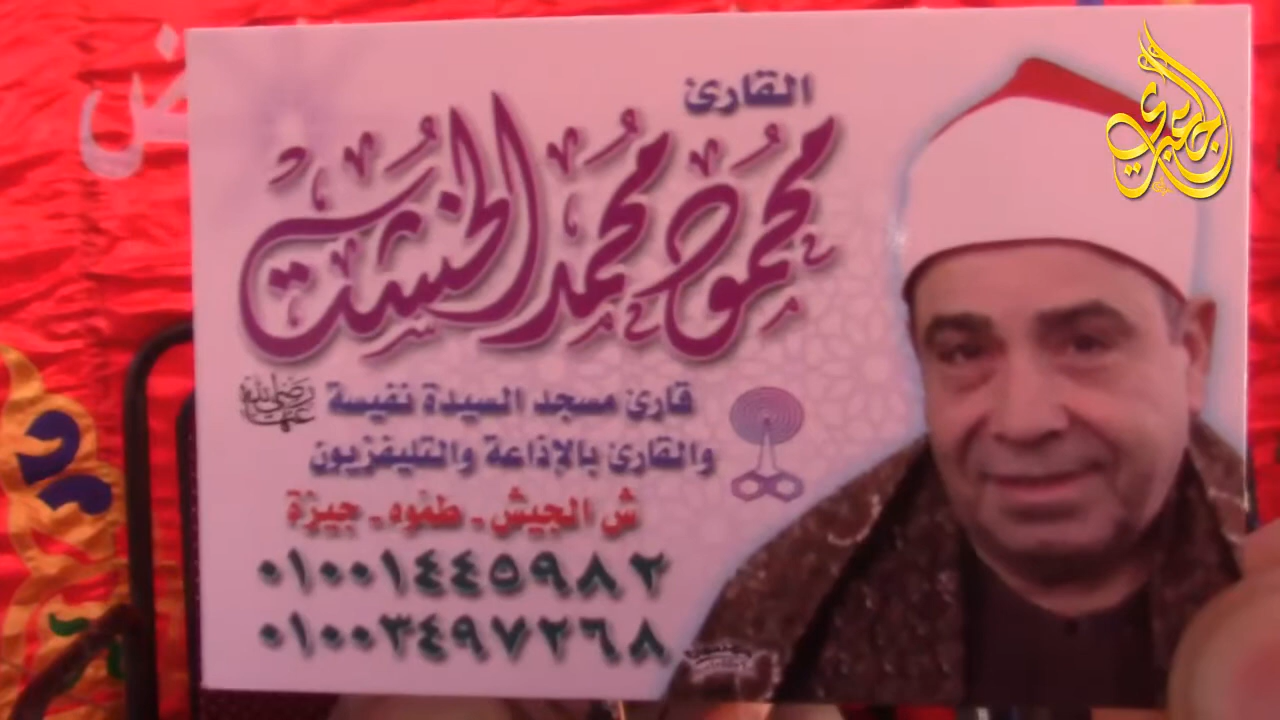 القارئ
محمود محمد الخشت
قارئ مسجد السيدة نفيسة رضي الله عنها
والقارئ بالإذاعة والتليفزيون
ش الجيش - طموه - جيزة
٠١٠٠١٤٤٥٩٨٢
٠١٠٠٣٤٩٧٢٦٨